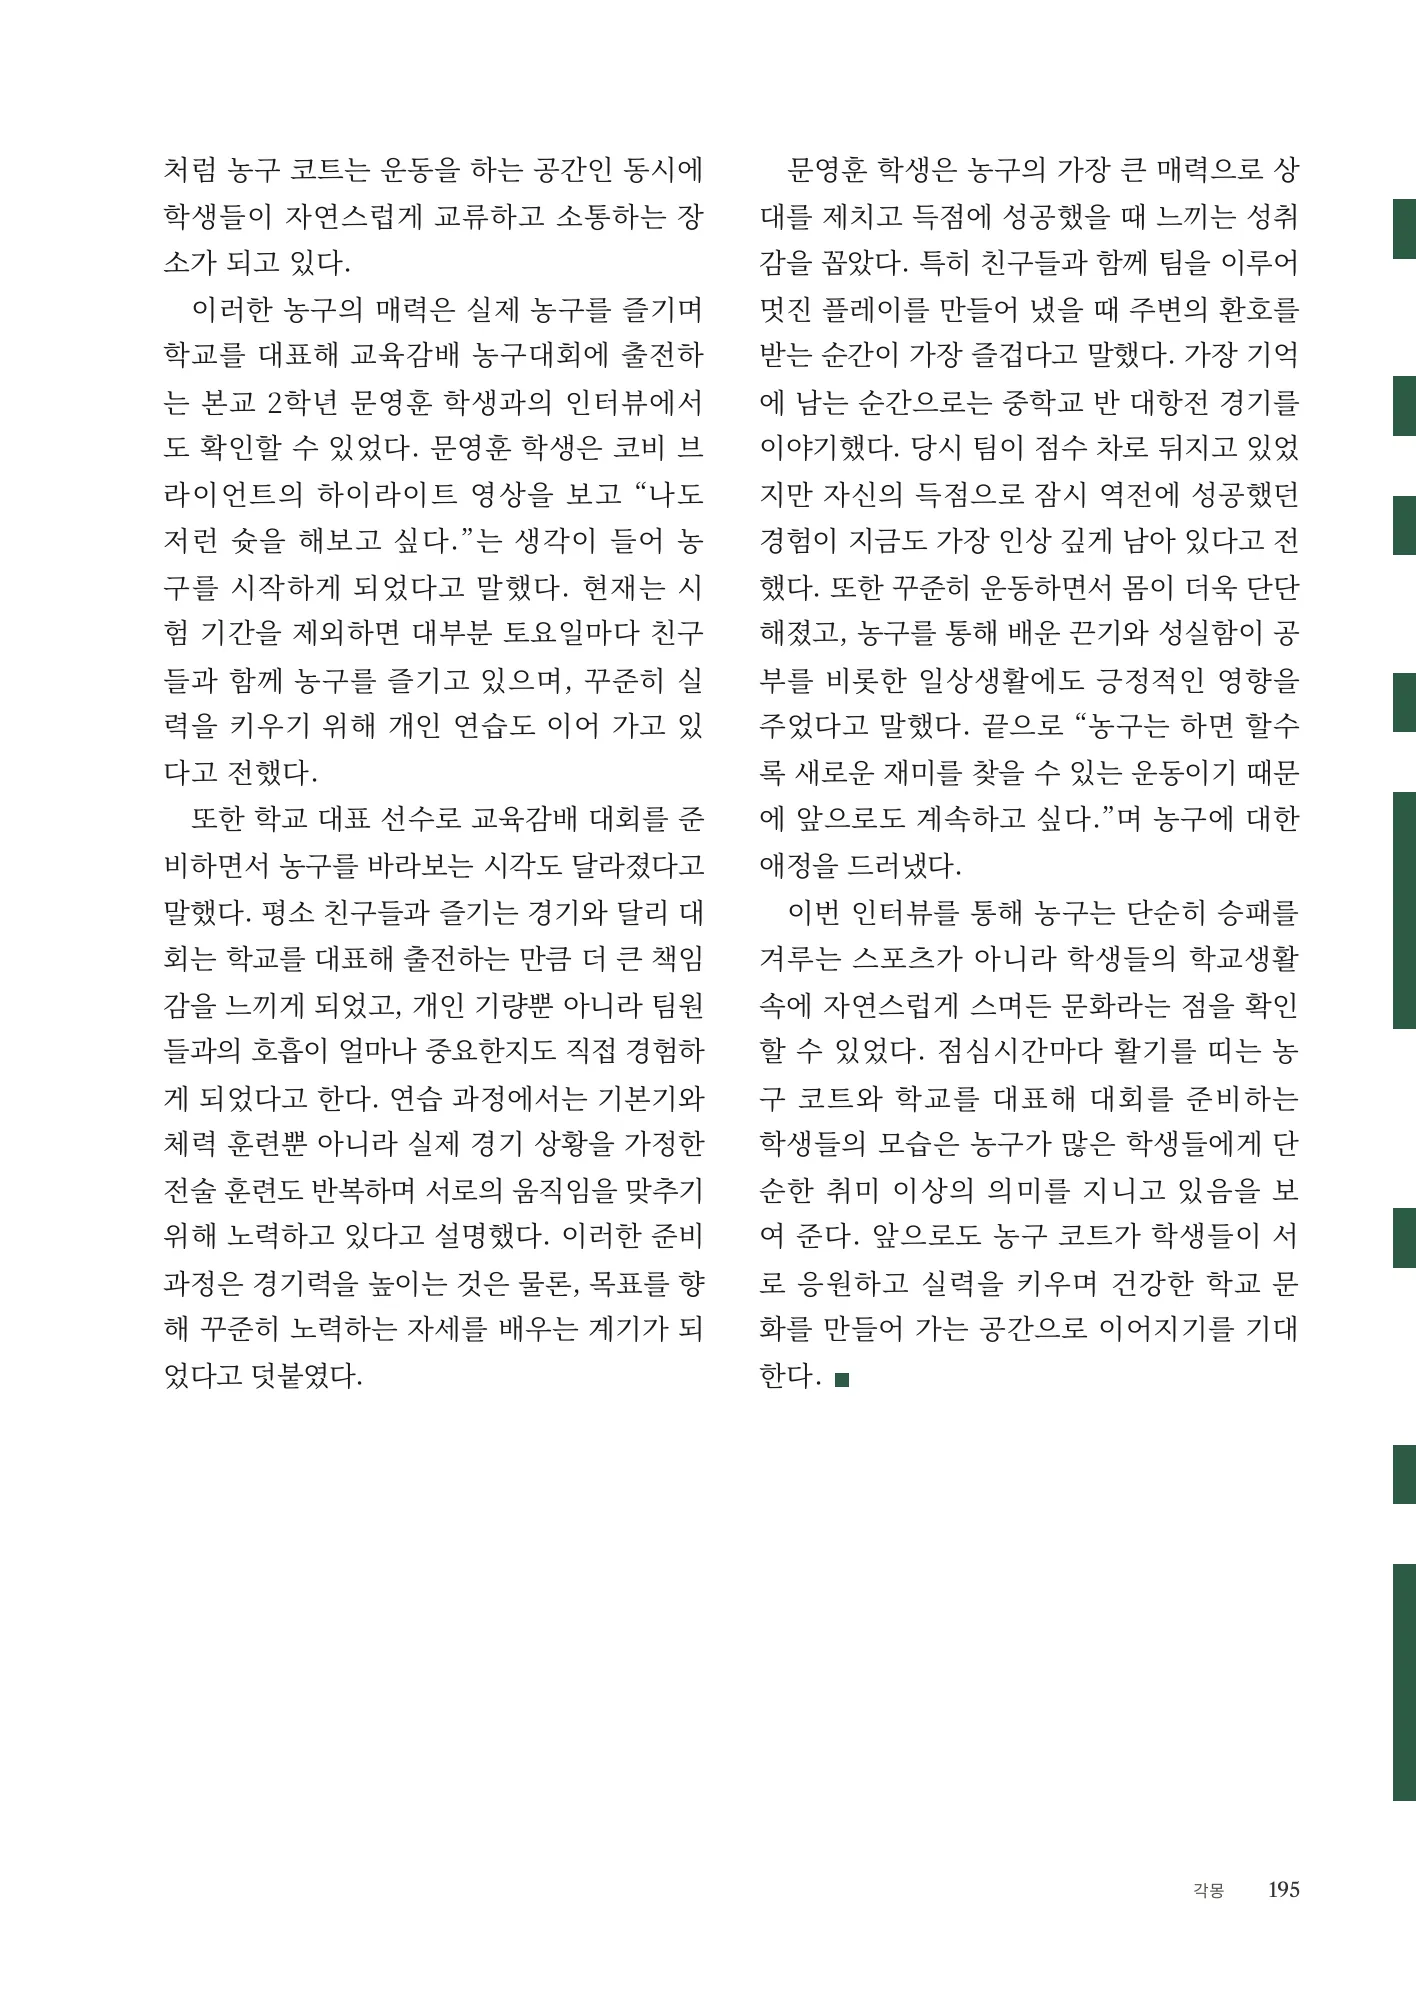 처럼 농구 코트는 운동을 하는 공간인 동시에
학생들이 자연스럽게 교류하고 소통하는 장
소가 되고 있다.
이러한 농구의 매력은 실제 농구를 즐기며
학교를 대표해 교육감배 농구대회에 출전하
는 본교 2학년 문영훈 학생과의 인터뷰에서
도 확인할 수 있었다. 문영훈 학생은 코비 브
라이언트의 하이라이트 영상을 보고 “나도
저런 슛을 해보고 싶다.”는 생각이 들어 농
구를 시작하게 되었다고 말했다. 현재는 시
험 기간을 제외하면 대부분 토요일마다 친구
들과 함께 농구를 즐기고 있으며, 꾸준히 실
력을 키우기 위해 개인 연습도 이어 가고 있
다고 전했다.
또한 학교 대표 선수로 교육감배 대회를 준
비하면서 농구를 바라보는 시각도 달라졌다고
말했다. 평소 친구들과 즐기는 경기와 달리 대
회는 학교를 대표해 출전하는 만큼 더 큰 책임
감을 느끼게 되었고, 개인 기량뿐 아니라 팀원
들과의 호흡이 얼마나 중요한지도 직접 경험하
게 되었다고 한다. 연습 과정에서는 기본기와
체력 훈련뿐 아니라 실제 경기 상황을 가정한
전술 훈련도 반복하며 서로의 움직임을 맞추기
위해 노력하고 있다고 설명했다. 이러한 준비
과정은 경기력을 높이는 것은 물론, 목표를 향
해 꾸준히 노력하는 자세를 배우는 계기가 되
었다고 덧붙였다.
문영훈 학생은 농구의 가장 큰 매력으로 상
대를 제치고 득점에 성공했을 때 느끼는 성취
감을 꼽았다. 특히 친구들과 함께 팀을 이루어
멋진 플레이를 만들어 냈을 때 주변의 환호를
받는 순간이 가장 즐겁다고 말했다. 가장 기억
에 남는 순간으로는 중학교 반 대항전 경기를
이야기했다. 당시 팀이 점수 차로 뒤지고 있었
지만 자신의 득점으로 잠시 역전에 성공했던
경험이 지금도 가장 인상 깊게 남아 있다고 전
했다. 또한 꾸준히 운동하면서 몸이 더욱 단단
해졌고, 농구를 통해 배운 끈기와 성실함이 공
부를 비롯한 일상생활에도 긍정적인 영향을
주었다고 말했다. 끝으로 “농구는 하면 할수
록 새로운 재미를 찾을 수 있는 운동이기 때문
에 앞으로도 계속하고 싶다.”며 농구에 대한
애정을 드러냈다.
이번 인터뷰를 통해 농구는 단순히 승패를
겨루는 스포츠가 아니라 학생들의 학교생활
속에 자연스럽게 스며든 문화라는 점을 확인
할 수 있었다. 점심시간마다 활기를 띠는 농
구 코트와 학교를 대표해 대회를 준비하는
학생들의 모습은 농구가 많은 학생들에게 단
순한 취미 이상의 의미를 지니고 있음을 보
여 준다. 앞으로도 농구 코트가 학생들이 서
로 응원하고 실력을 키우며 건강한 학교 문
화를 만들어 가는 공간으로 이어지기를 기대
한다. ■
각몽 195